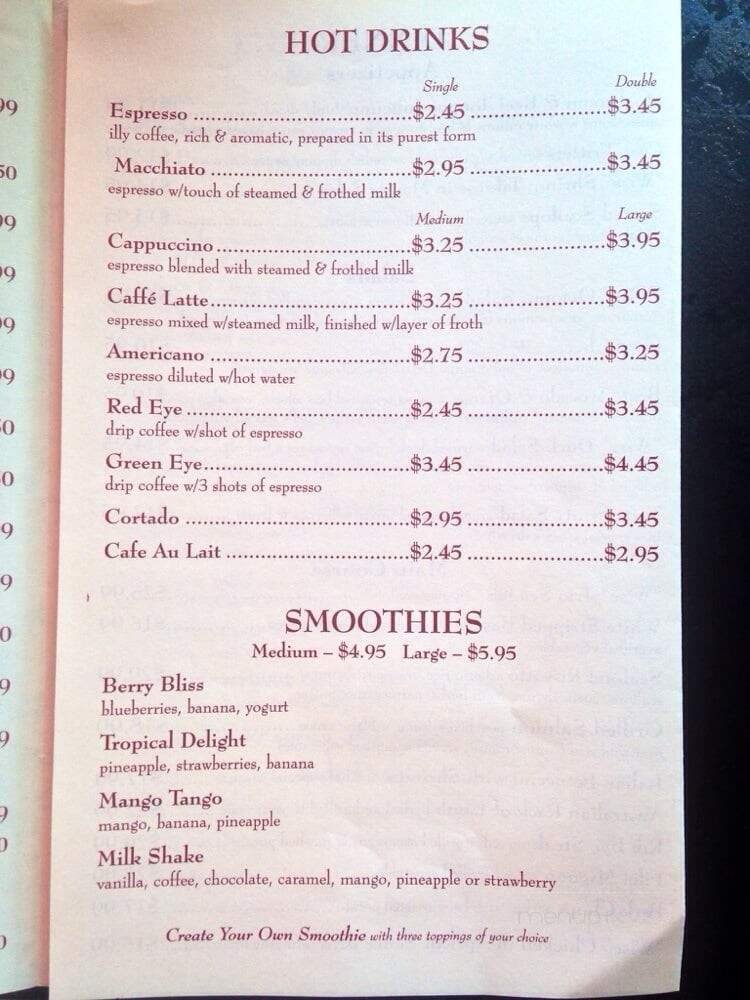 HOT DRINKS
Single Double
Espresso ........................................$2.45 .........................$3.45
illy coffee, rich & aromatic, prepared in its purest form
Macchiato .....................................$2.95 .........................$3.45
espresso w/touch of steamed & frothed milk
Medium Large
Cappuccino....................................$3.25 .........................$3.95
espresso blended with steamed & frothed milk
Caffé Latte.....................................$3.25 .........................$3.95
espresso mixed w/steamed milk, finished w/layer of froth
Americano .....................................$2.75 .........................$3.25
espresso diluted w/hot water
Red Eye .........................................$2.45 .........................$3.45
drip coffee w/shot of espresso
Green Eye......................................$3.45 .........................$4.45
drip coffee w/3 shots of espresso
Cortado .........................................$2.95 .........................$3.45
Cafe Au Lait ..................................$2.45 .........................$2.95
SMOOTHIES
Medium – $4.95 Large – $5.95
Berry Bliss
blueberries, banana, yogurt
Tropical Delight
pineapple, strawberries, banana
Mango Tango
mango, banana, pineapple
Milk Shake
vanilla, coffee, chocolate, caramel, mango, pineapple or strawberry
Create Your Own Smoothie with three toppings of your choice